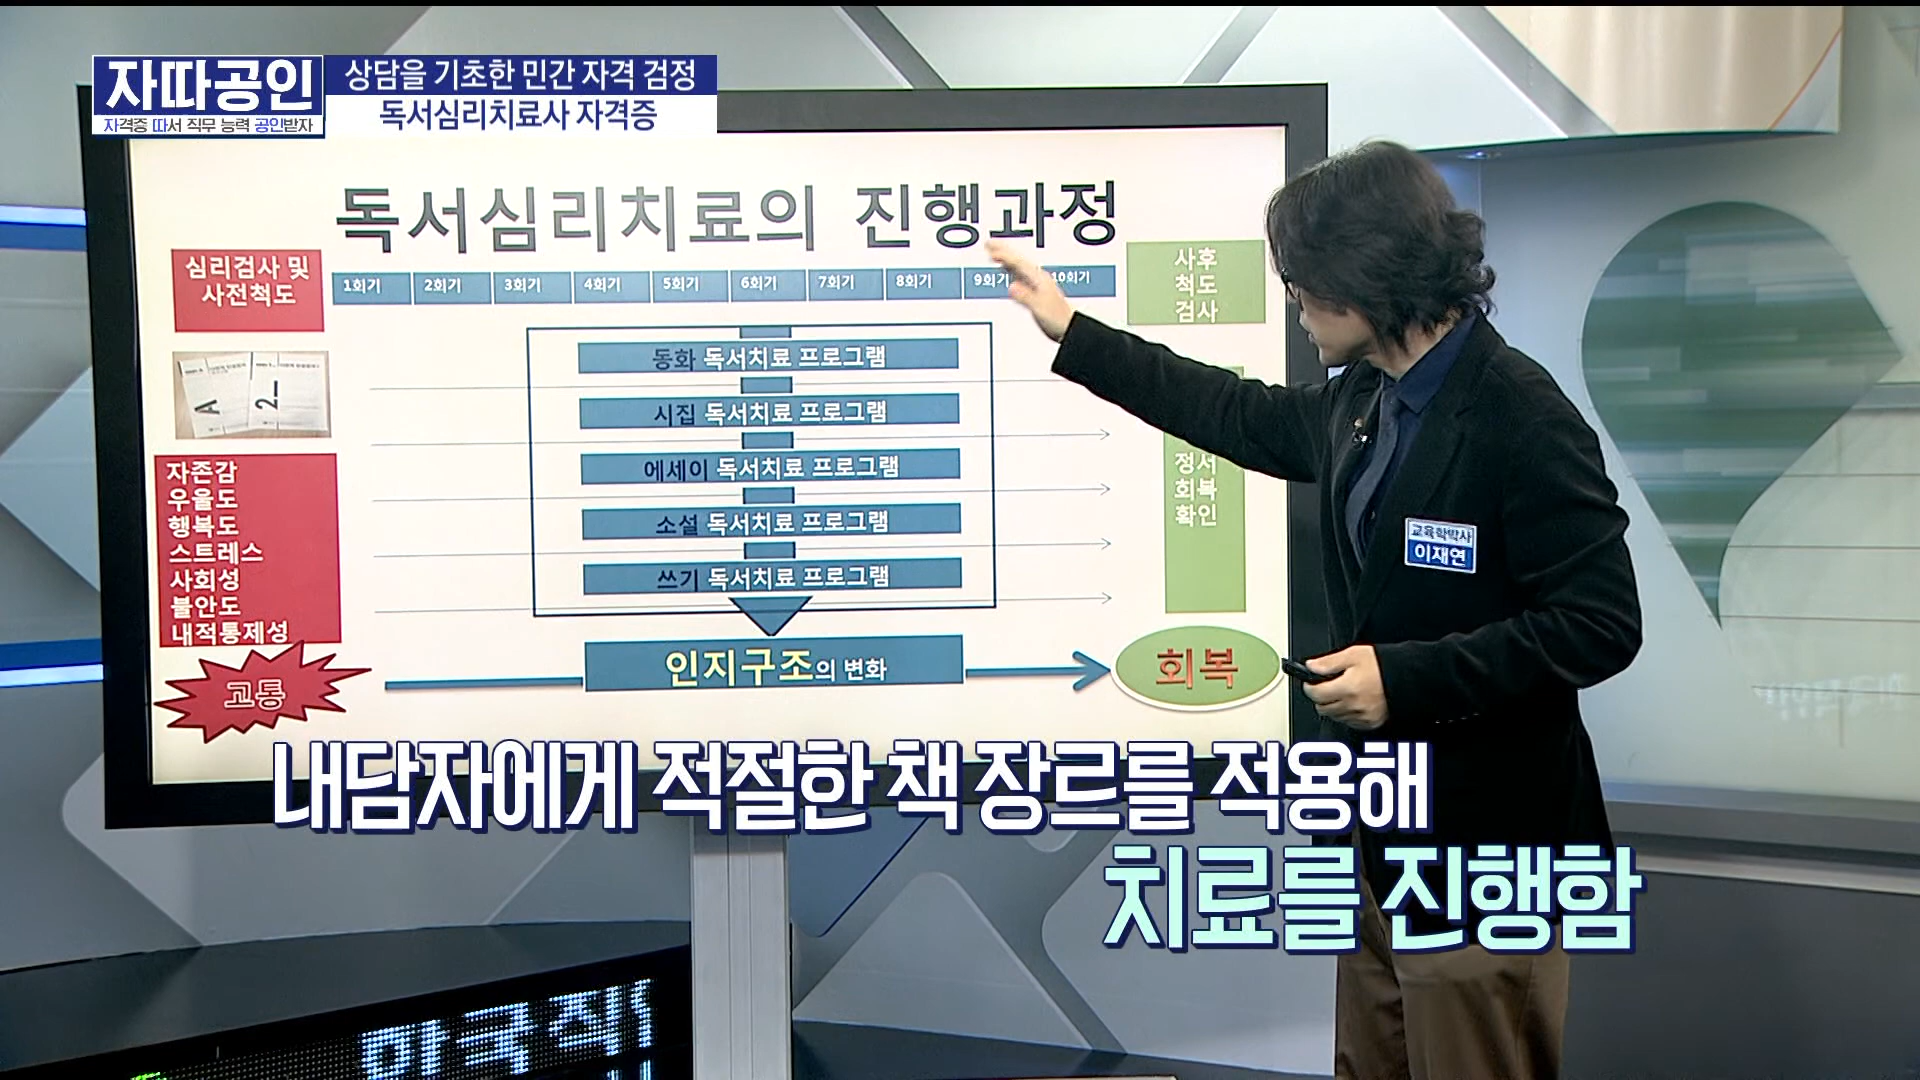 자따공인
자격증 따서 직무 능력 공인받자
상담을 기초한 민간 자격 검정
독서심리치료사 자격증
독서심리치료의 진행과정
심리검사 및
사전척도
1회기 2회기 3회기 4회기 5회기 6회기 7회기 8회기 9회기 10회기
사후
척도
검사
동화 독서치료 프로그램
시집 독서치료 프로그램
에세이 독서치료 프로그램
소설 독서치료 프로그램
쓰기 독서치료 프로그램
A
2
자존감
우울도
행복도
스트레스
사회성
불안도
내적통제성
정서
회복
확인
고통
인지구조의 변화
회복
교육학박사
이재연
내담자에게 적절한 책 장르를 적용해
치료를 진행함